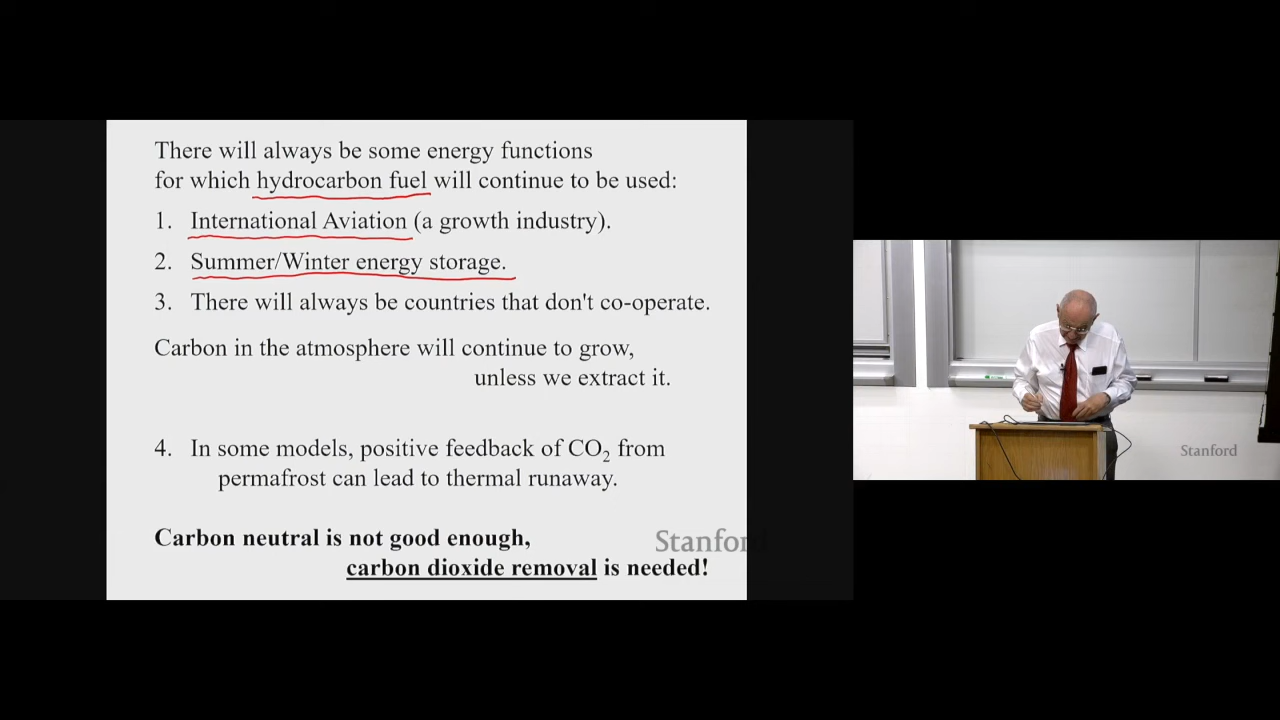 There will always be some energy functions
for which hydrocarbon fuel will continue to be used:
1. International Aviation (a growth industry).
2. Summer/Winter energy storage.
3. There will always be countries that don't co-operate.
Carbon in the atmosphere will continue to grow,
unless we extract it.
4. In some models, positive feedback of CO₂ from
permafrost can lead to thermal runaway.
Carbon neutral is not good enough,
carbon dioxide removal is needed!
Stanford
Stanford